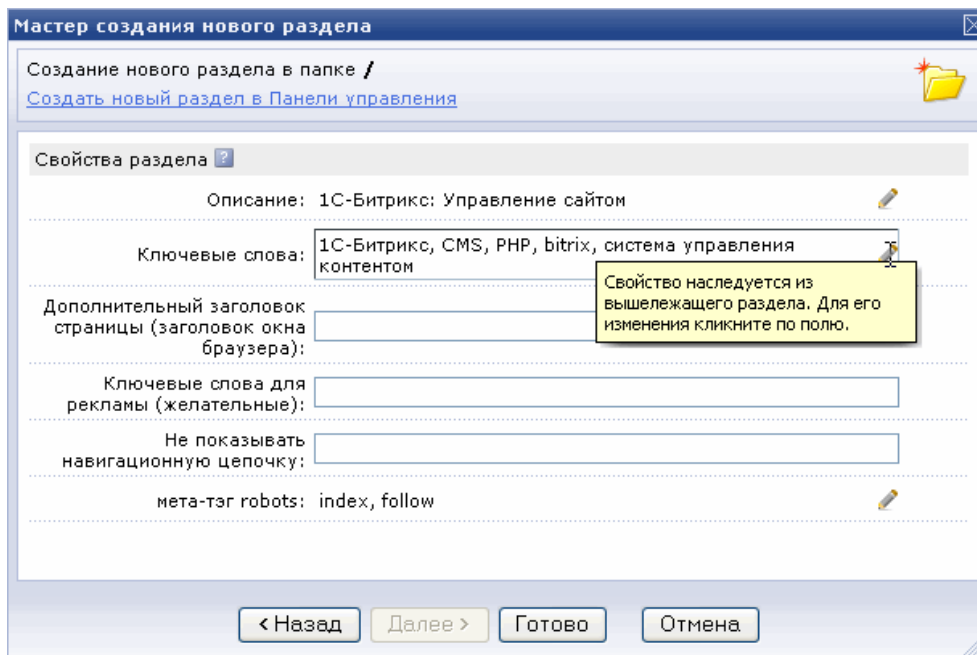 Мастер создания нового раздела
Создание нового раздела в папке /
Создать новый раздел в Панели управления
Свойства раздела ?
Описание: 1С-Битрикс: Управление сайтом
Ключевые слова: 1С-Битрикс, CMS, PHP, bitrix, система управления
контентом
Свойство наследуется из
вышележащего раздела. Для его
изменения кликните по полю.
Дополнительный заголовок
страницы (заголовок окна
браузера):
Ключевые слова для
рекламы (желательные):
Не показывать
навигационную цепочку:
мета-тэг robots: index, follow
< Назад Далее > Готово Отмена